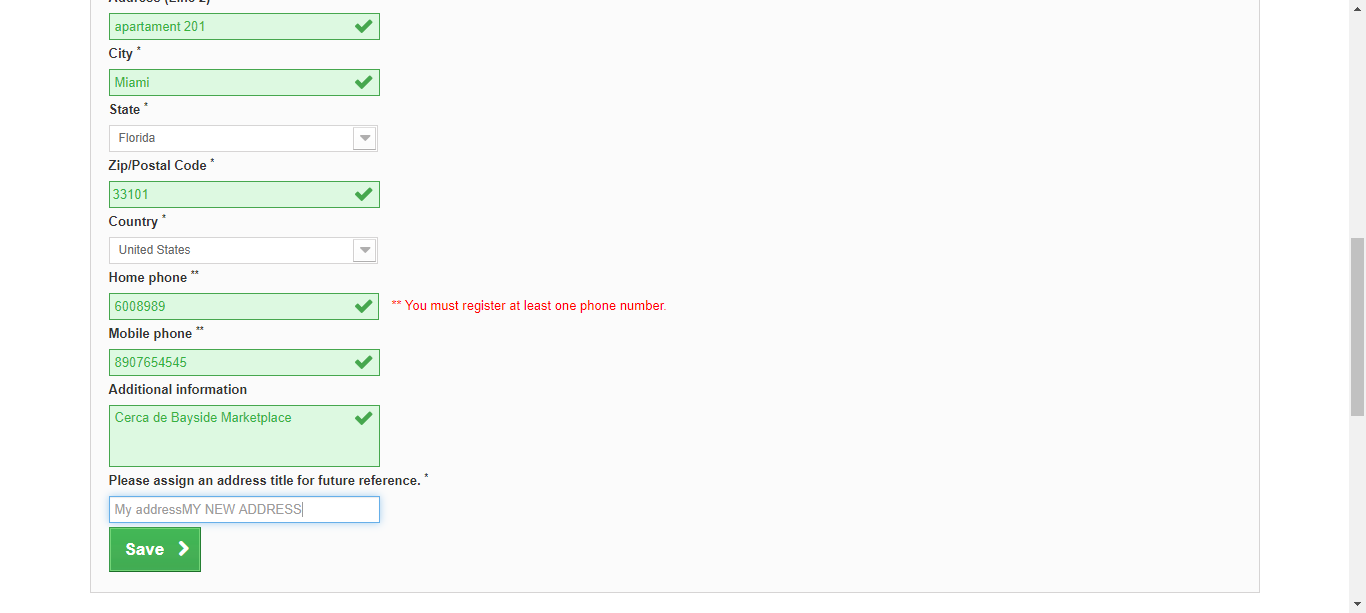 apartament 201
City *
Miami
State *
Florida
Zip/Postal Code *
33101
Country *
United States
Home phone **
6008989
** You must register at least one phone number.
Mobile phone **
8907654545
Additional information
Cerca de Bayside Marketplace
Please assign an address title for future reference. *
My addressMY NEW ADDRESS
Save